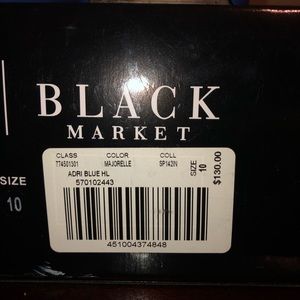 BLACK
MARKET
CLASS COLOR COLL
774501301 MAJORELLE SP142IN
ADRI BLUE HL
570102443
SIZE
10
$130.00
451004374848
SIZE
10